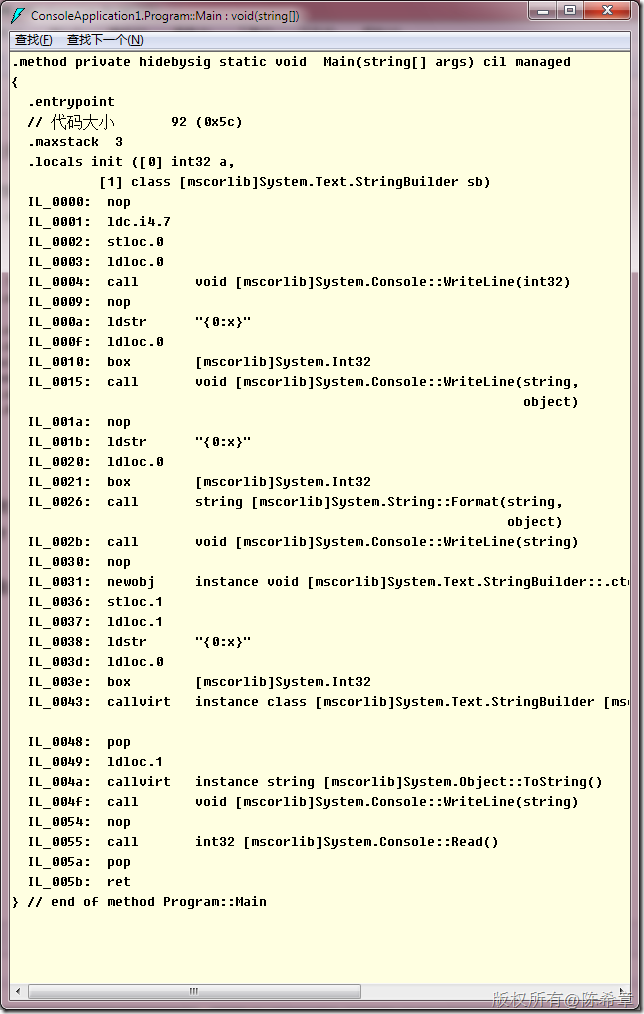 ConsoleApplication1.Program::Main : void(string[])
查找(F) 查找下一个(N)
.method private hidebysig static void  Main(string[] args) cil managed
{
  .entrypoint
  // 代码大小       92 (0x5c)
  .maxstack  3
  .locals init ([0] int32 a,
           [1] class [mscorlib]System.Text.StringBuilder sb)
  IL_0000:  nop
  IL_0001:  ldc.i4.7
  IL_0002:  stloc.0
  IL_0003:  ldloc.0
  IL_0004:  call       void [mscorlib]System.Console::WriteLine(int32)
  IL_0009:  nop
  IL_000a:  ldstr      "{0:x}"
  IL_000f:  ldloc.0
  IL_0010:  box        [mscorlib]System.Int32
  IL_0015:  call       void [mscorlib]System.Console::WriteLine(string,
                                                                object)
  IL_001a:  nop
  IL_001b:  ldstr      "{0:x}"
  IL_0020:  ldloc.0
  IL_0021:  box        [mscorlib]System.Int32
  IL_0026:  call       string [mscorlib]System.String::Format(string,
                                                              object)
  IL_002b:  call       void [mscorlib]System.Console::WriteLine(string)
  IL_0030:  nop
  IL_0031:  newobj     instance void [mscorlib]System.Text.StringBuilder::.cto
  IL_0036:  stloc.1
  IL_0037:  ldloc.1
  IL_0038:  ldstr      "{0:x}"
  IL_003d:  ldloc.0
  IL_003e:  box        [mscorlib]System.Int32
  IL_0043:  callvirt   instance class [mscorlib]System.Text.StringBuilder [msc
  IL_0048:  pop
  IL_0049:  ldloc.1
  IL_004a:  callvirt   instance string [mscorlib]System.Object::ToString()
  IL_004f:  call       void [mscorlib]System.Console::WriteLine(string)
  IL_0054:  nop
  IL_0055:  call       int32 [mscorlib]System.Console::Read()
  IL_005a:  pop
  IL_005b:  ret
} // end of method Program::Main
版权所有@陈希章